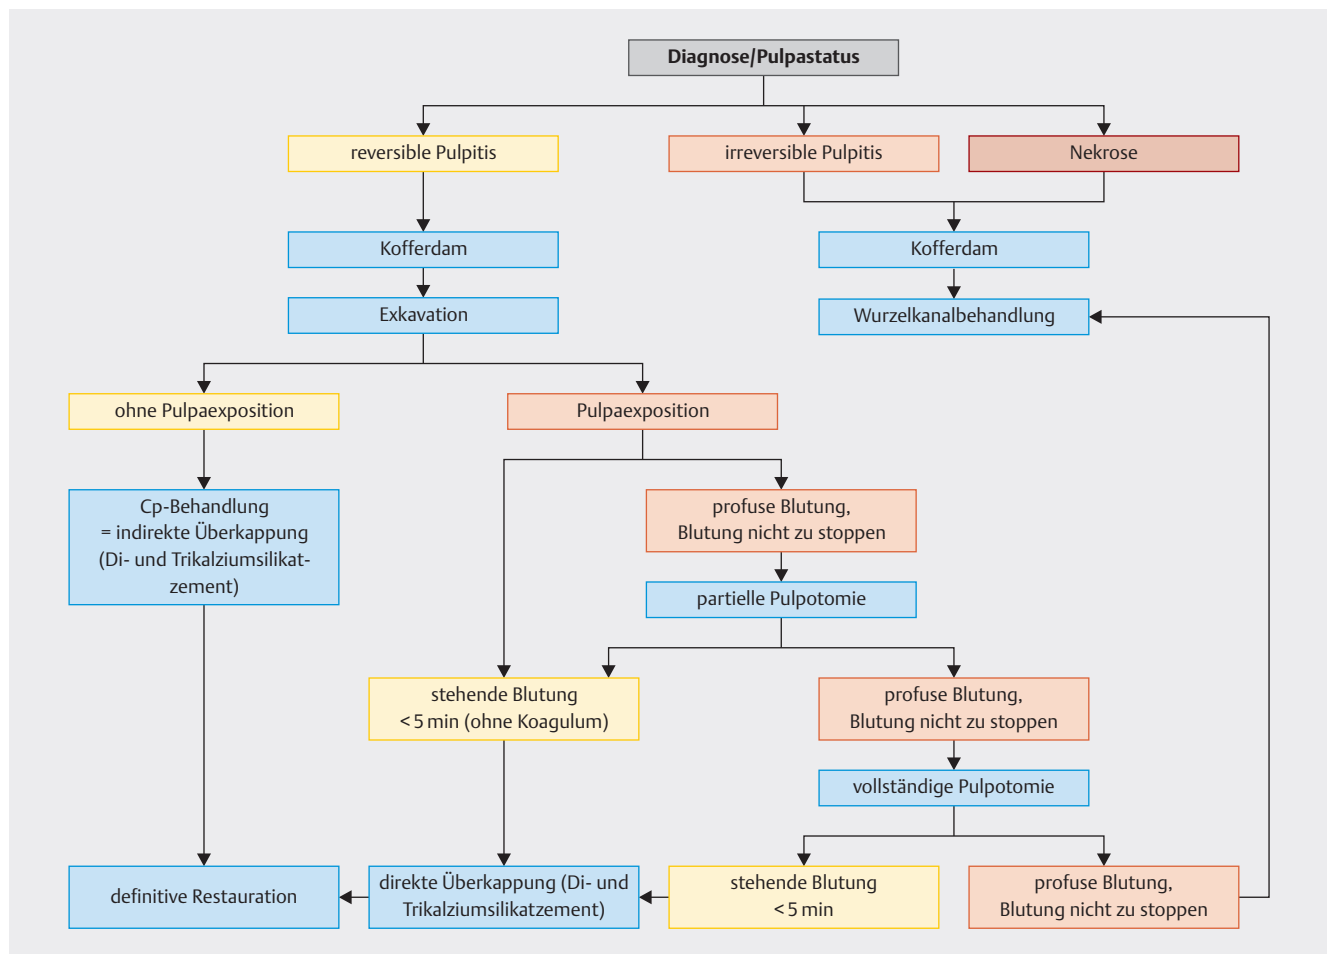 Diagnose/Pulpastatus
reversible Pulpitis
irreversible Pulpitis
Nekrose
Kofferdam
Kofferdam
Exkavation
Wurzelkanalbehandlung
ohne Pulpaexposition
Pulpaexposition
Cp-Behandlung
= indirekte Überkappung
(Di- und Trikalziumsilikat-
zement)
profuse Blutung,
Blutung nicht zu stoppen
partielle Pulpotomie
stehende Blutung
< 5 min (ohne Koagulum)
profuse Blutung,
Blutung nicht zu stoppen
vollständige Pulpotomie
definitive Restauration
direkte Überkappung (Di- und
Trikalziumsilikatzement)
stehende Blutung
< 5 min
profuse Blutung,
Blutung nicht zu stoppen